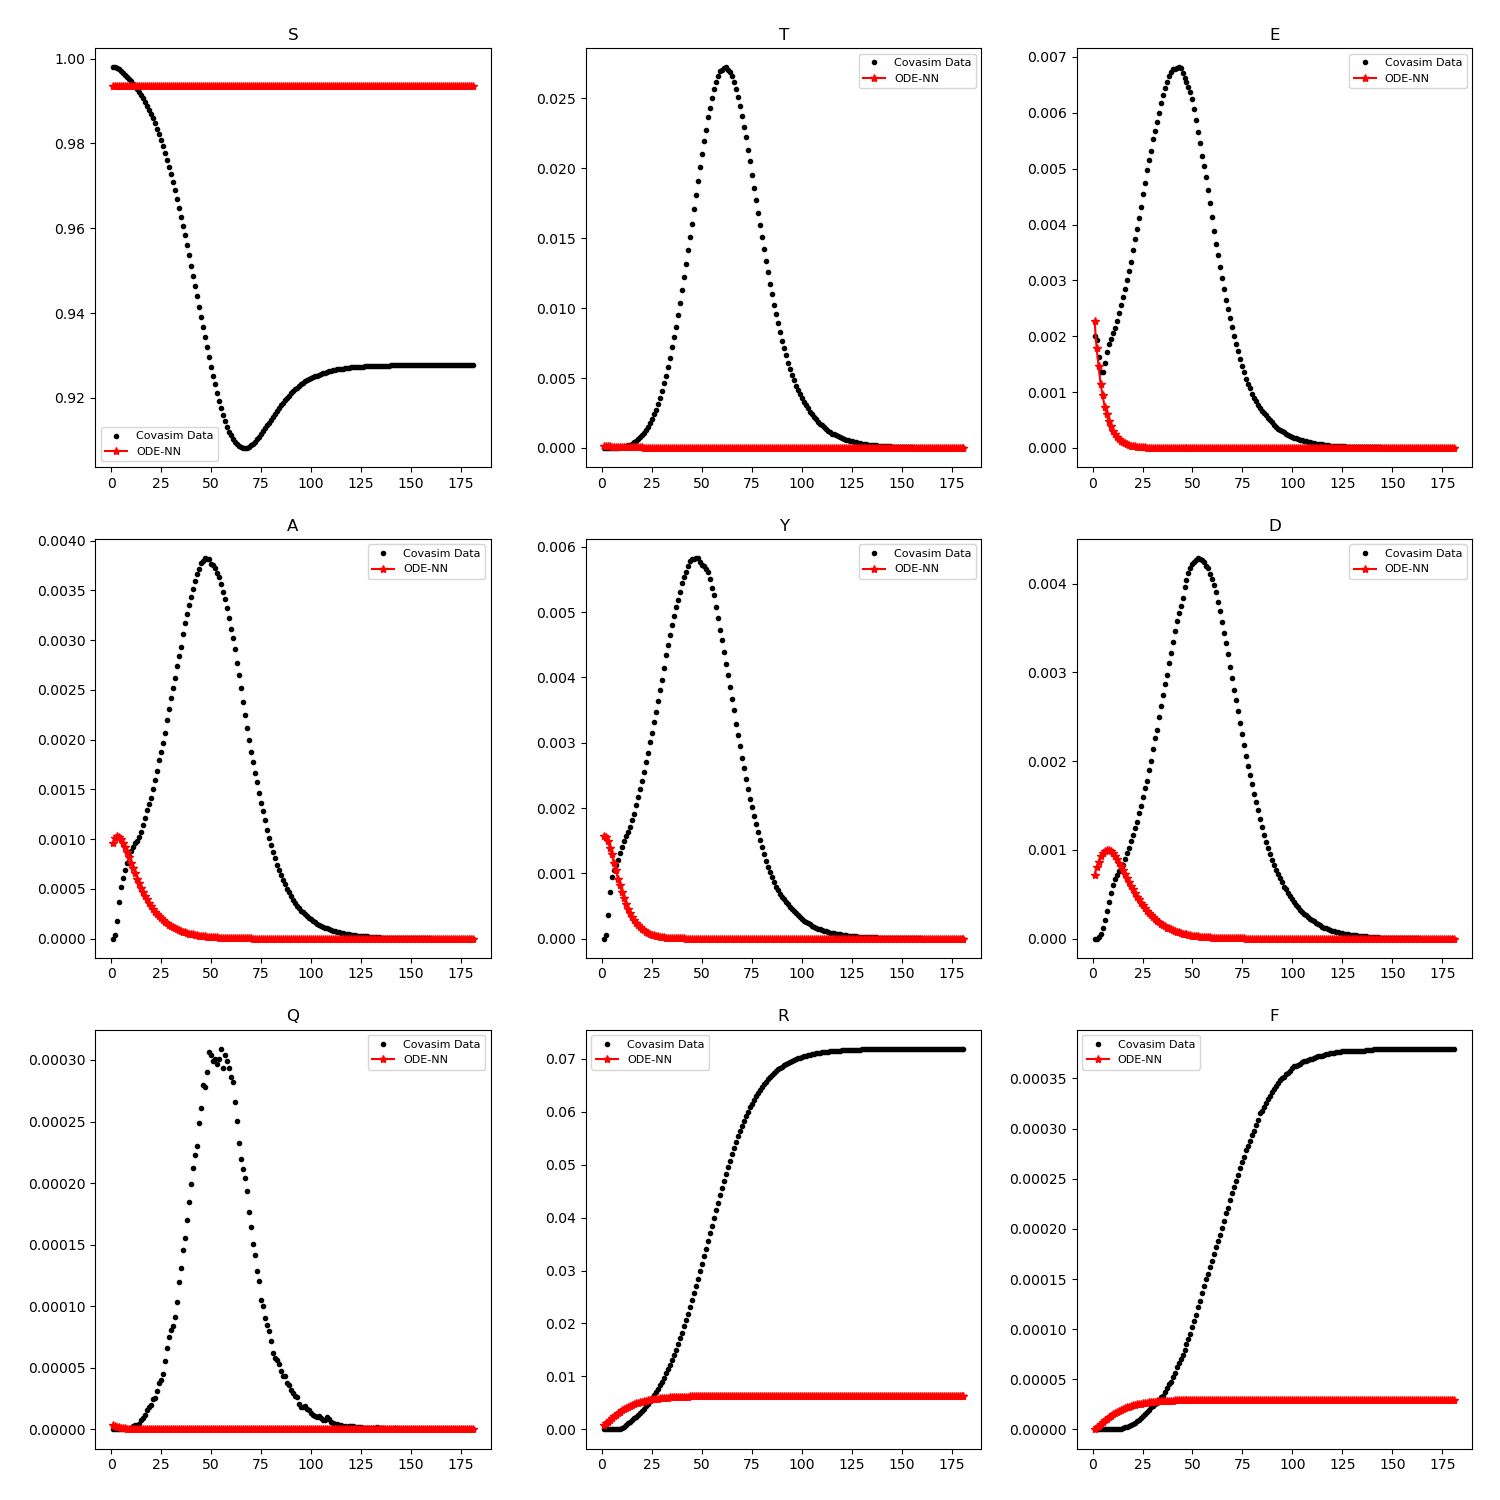 S
1.00
0.98
0.96
0.94
0.92
Covasim Data
ODE-NN
0 25 50 75 100 125 150 175
T
0.025
0.020
0.015
0.010
0.005
0.000
Covasim Data
ODE-NN
0 25 50 75 100 125 150 175
E
0.007
0.006
0.005
0.004
0.003
0.002
0.001
0.000
Covasim Data
ODE-NN
0 25 50 75 100 125 150 175
A
0.0040
0.0035
0.0030
0.0025
0.0020
0.0015
0.0010
0.0005
0.0000
Covasim Data
ODE-NN
0 25 50 75 100 125 150 175
Y
0.006
0.005
0.004
0.003
0.002
0.001
0.000
Covasim Data
ODE-NN
0 25 50 75 100 125 150 175
D
0.004
0.003
0.002
0.001
0.000
Covasim Data
ODE-NN
0 25 50 75 100 125 150 175
Q
0.00030
0.00025
0.00020
0.00015
0.00010
0.00005
0.00000
Covasim Data
ODE-NN
0 25 50 75 100 125 150 175
R
0.07
0.06
0.05
0.04
0.03
0.02
0.01
0.00
Covasim Data
ODE-NN
0 25 50 75 100 125 150 175
F
0.00035
0.00030
0.00025
0.00020
0.00015
0.00010
0.00005
0.00000
Covasim Data
ODE-NN
0 25 50 75 100 125 150 175